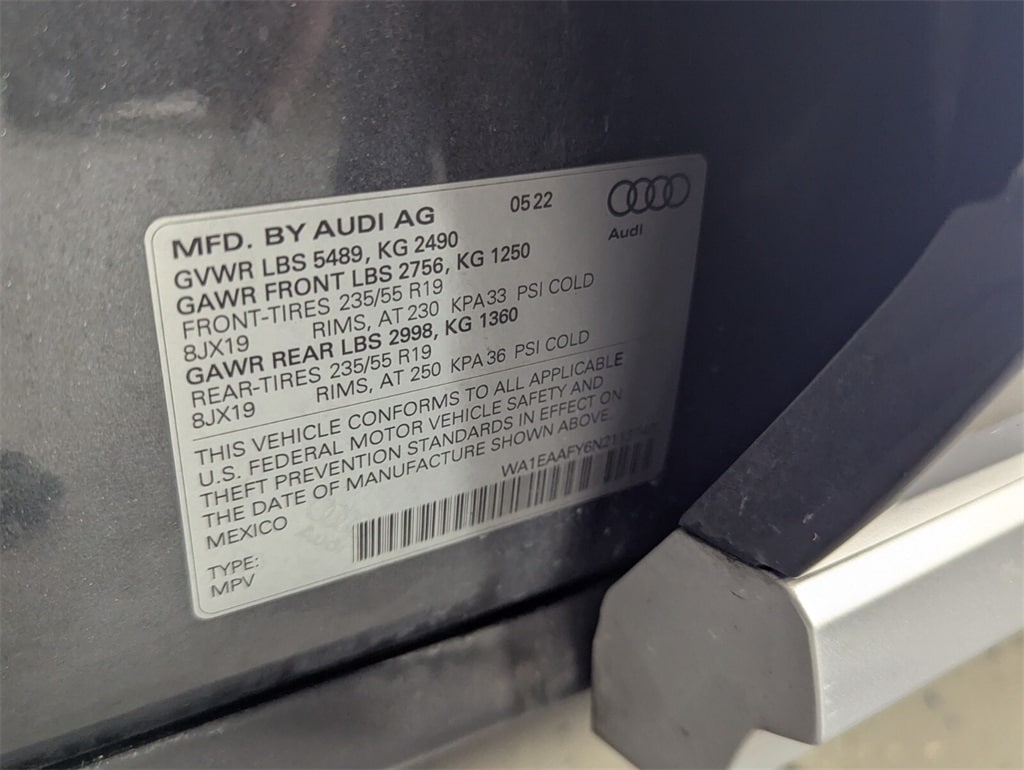 MFD. BY AUDI AG 05 22
Audi
GVWR LBS 5489, KG 2490
GAWR FRONT LBS 2756, KG 1250
FRONT-TIRES 235/55 R19
8JX19 RIMS, AT 230 KPA 33 PSI COLD
GAWR REAR LBS 2998, KG 1360
REAR-TIRES 235/55 R19
8JX19 RIMS, AT 250 KPA 36 PSI COLD
THIS VEHICLE CONFORMS TO ALL APPLICABLE
U.S. FEDERAL MOTOR VEHICLE SAFETY AND
THEFT PREVENTION STANDARDS IN EFFECT ON
THE DATE OF MANUFACTURE SHOWN ABOVE.
MEXICO
TYPE:
MPV